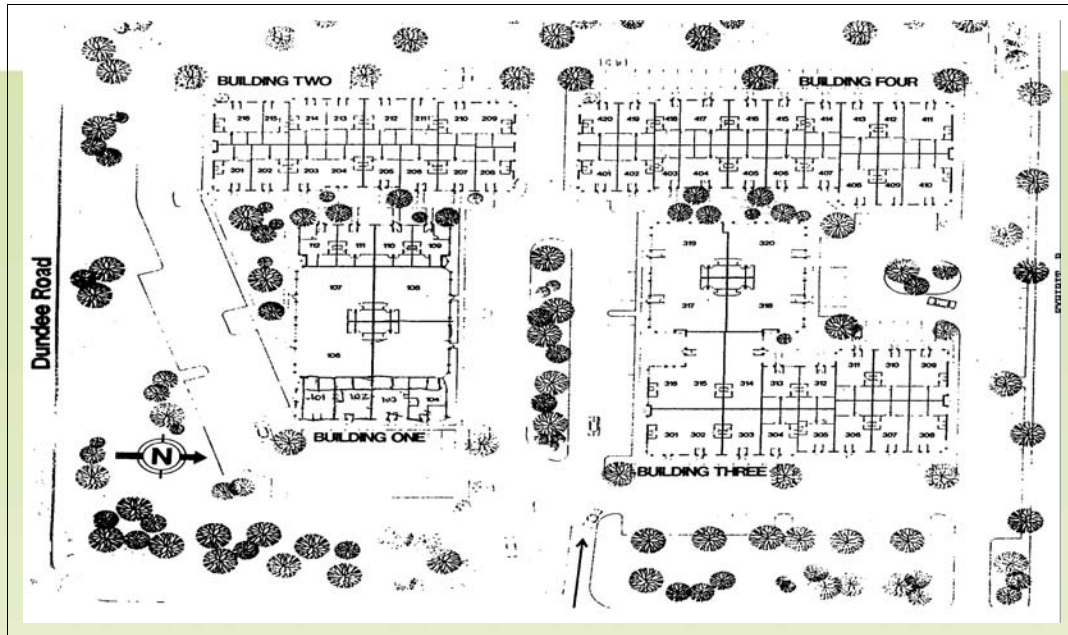 BUILDING TWO
BUILDING FOUR
216 215 214 213 212 211 210 209
201 202 203 204 205 206 207 208
420 419 418 417 416 415 414 413 412 411
401 402 403 404 405 406 407 408 409 410
112 111 110 109
107 108
106
101 102 103 104
BUILDING ONE
319 320
317 318
311 310 309
316 315 314 313 312
301 302 303 304 305 306 307 308
BUILDING THREE
Dundee Road
N